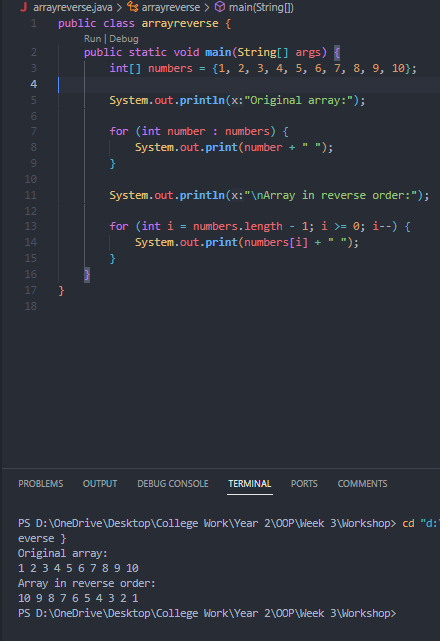 arrayreverse.java > arrayreverse > main(String[])
1 public class arrayreverse {
Run | Debug
2 public static void main(String[] args) {
3 int[] numbers = {1, 2, 3, 4, 5, 6, 7, 8, 9, 10};
4
5 System.out.println(x:"Original array:");
6
7 for (int number : numbers) {
8 System.out.print(number + " ");
9 }
10
11 System.out.println(x:"\nArray in reverse order:");
12
13 for (int i = numbers.length - 1; i >= 0; i--) {
14 System.out.print(numbers[i] + " ");
15 }
16 }
17 }
18
PROBLEMS OUTPUT DEBUG CONSOLE TERMINAL PORTS COMMENTS
PS D:\OneDrive\Desktop\College Work\Year 2\OOP\Week 3\Workshop> cd "d:
everse }
Original array:
1 2 3 4 5 6 7 8 9 10
Array in reverse order:
10 9 8 7 6 5 4 3 2 1
PS D:\OneDrive\Desktop\College Work\Year 2\OOP\Week 3\Workshop>